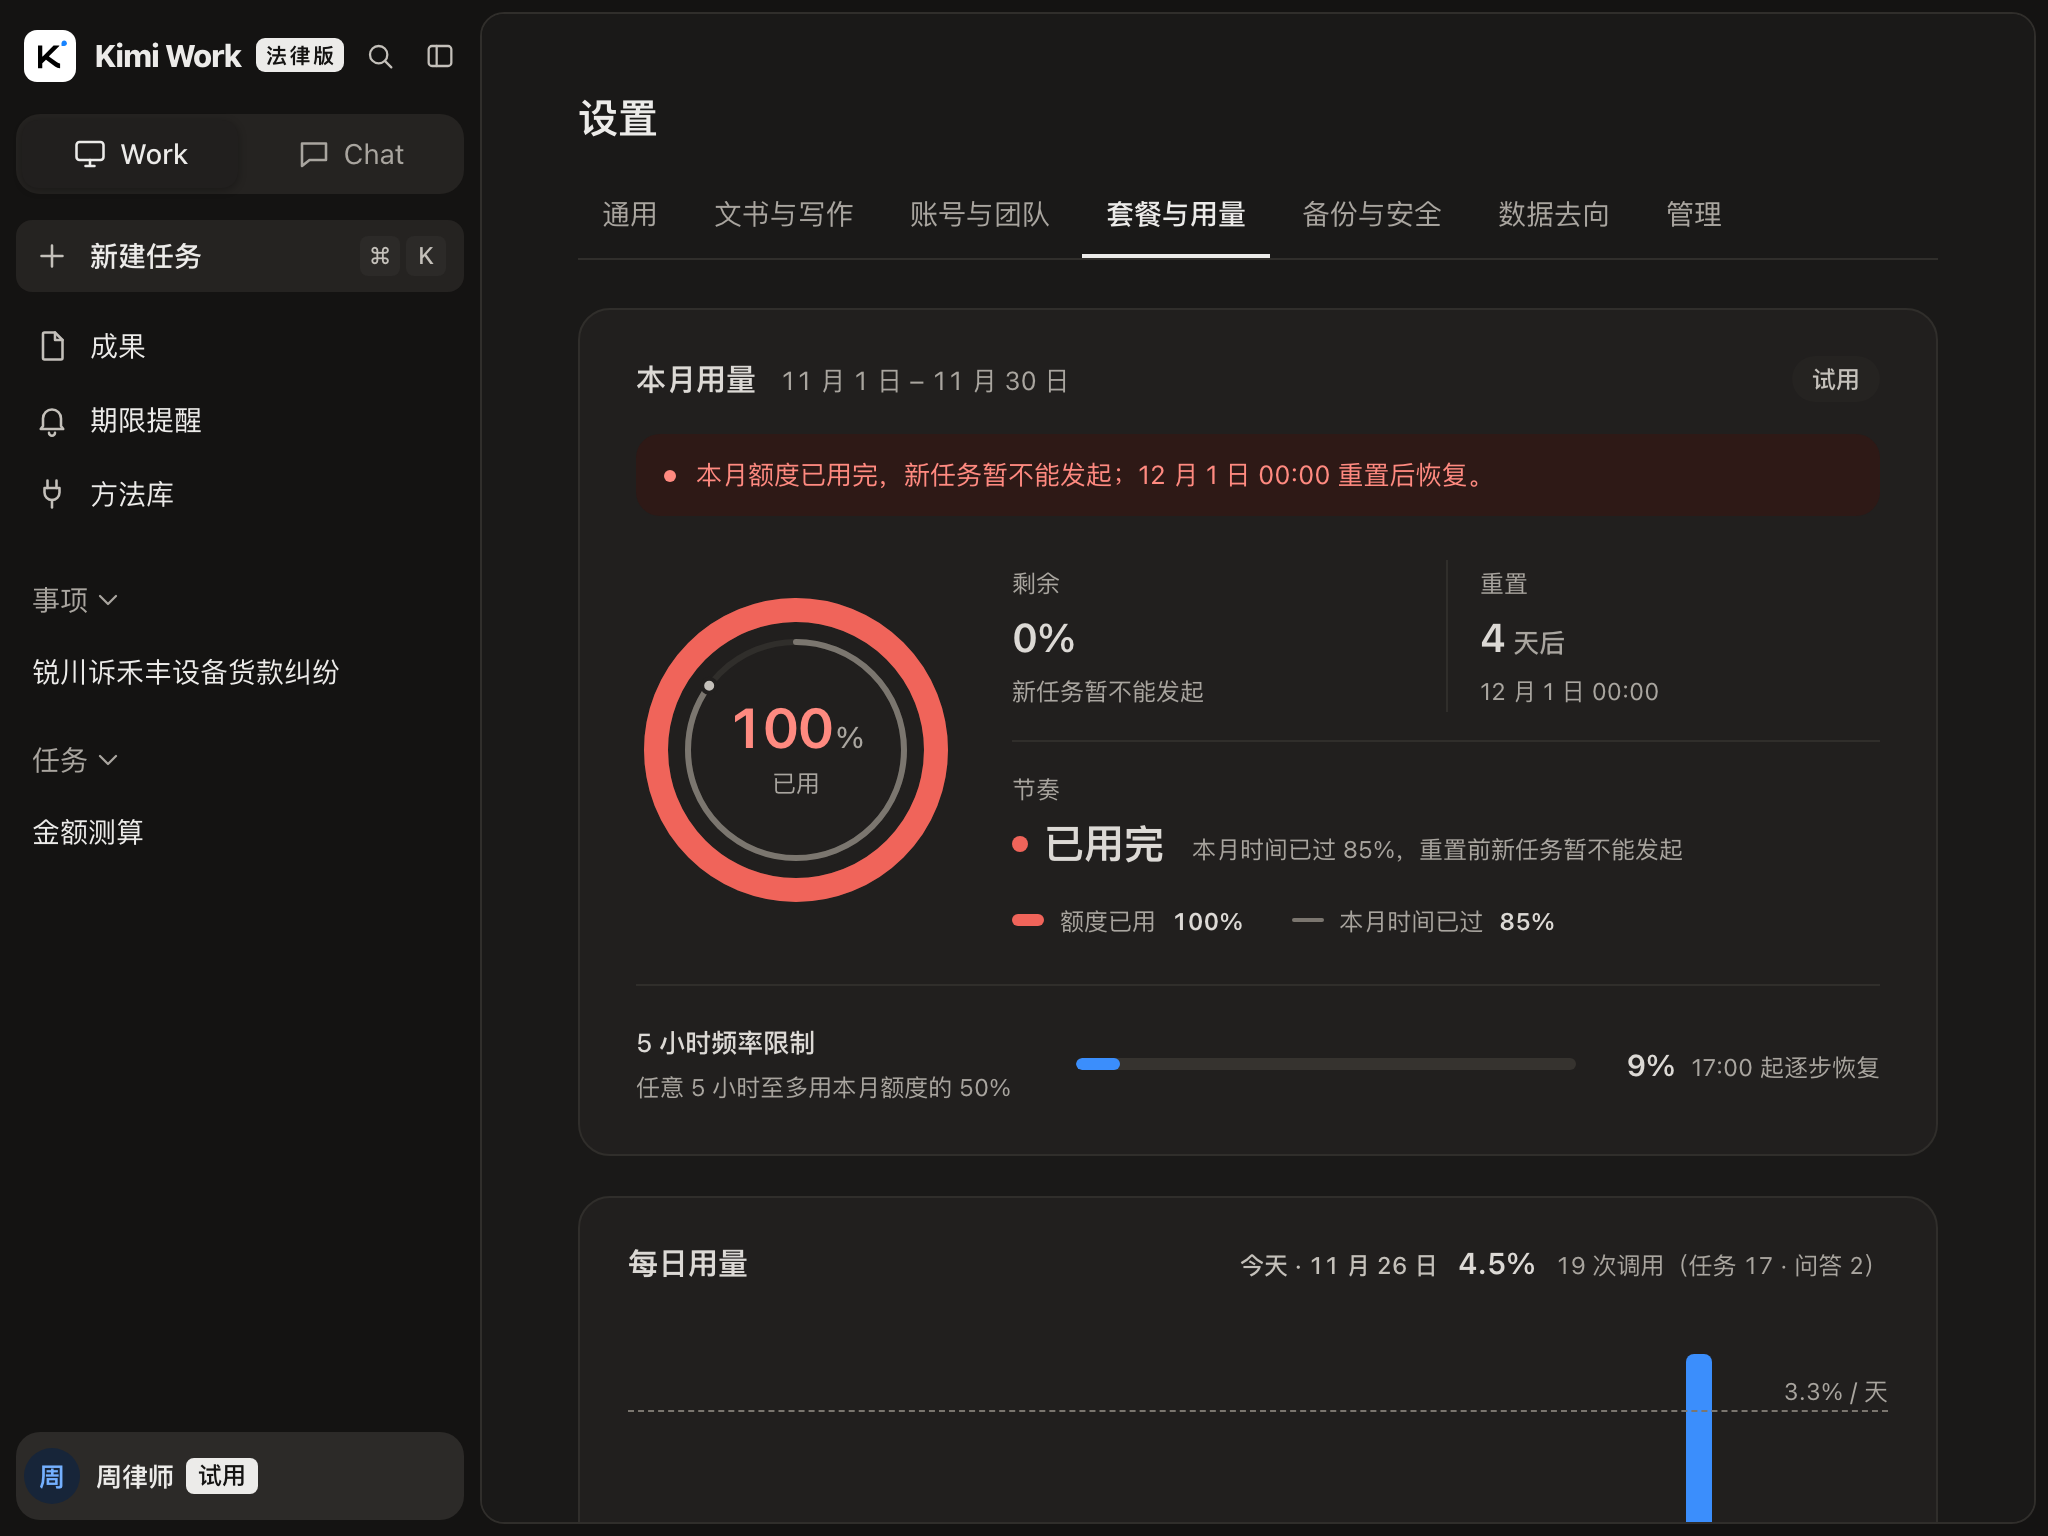 Kimi Work 法律版
Work
Chat
新建任务 ⌘ K
成果
期限提醒
方法库
事项
锐川诉禾丰设备货款纠纷
任务
金额测算
周 周律师 试用
设置
通用 文书与写作 账号与团队 套餐与用量 备份与安全 数据去向 管理
本月用量 11 月 1 日 – 11 月 30 日 试用
本月额度已用完，新任务暂不能发起；12 月 1 日 00:00 重置后恢复。
100%
已用
剩余
0%
新任务暂不能发起
重置
4 天后
12 月 1 日 00:00
节奏
已用完 本月时间已过 85%，重置前新任务暂不能发起
额度已用 100% 本月时间已过 85%
5 小时频率限制
任意 5 小时至多用本月额度的 50%
9% 17:00 起逐步恢复
每日用量 今天 · 11 月 26 日 4.5% 19 次调用（任务 17 · 问答 2）
3.3% / 天